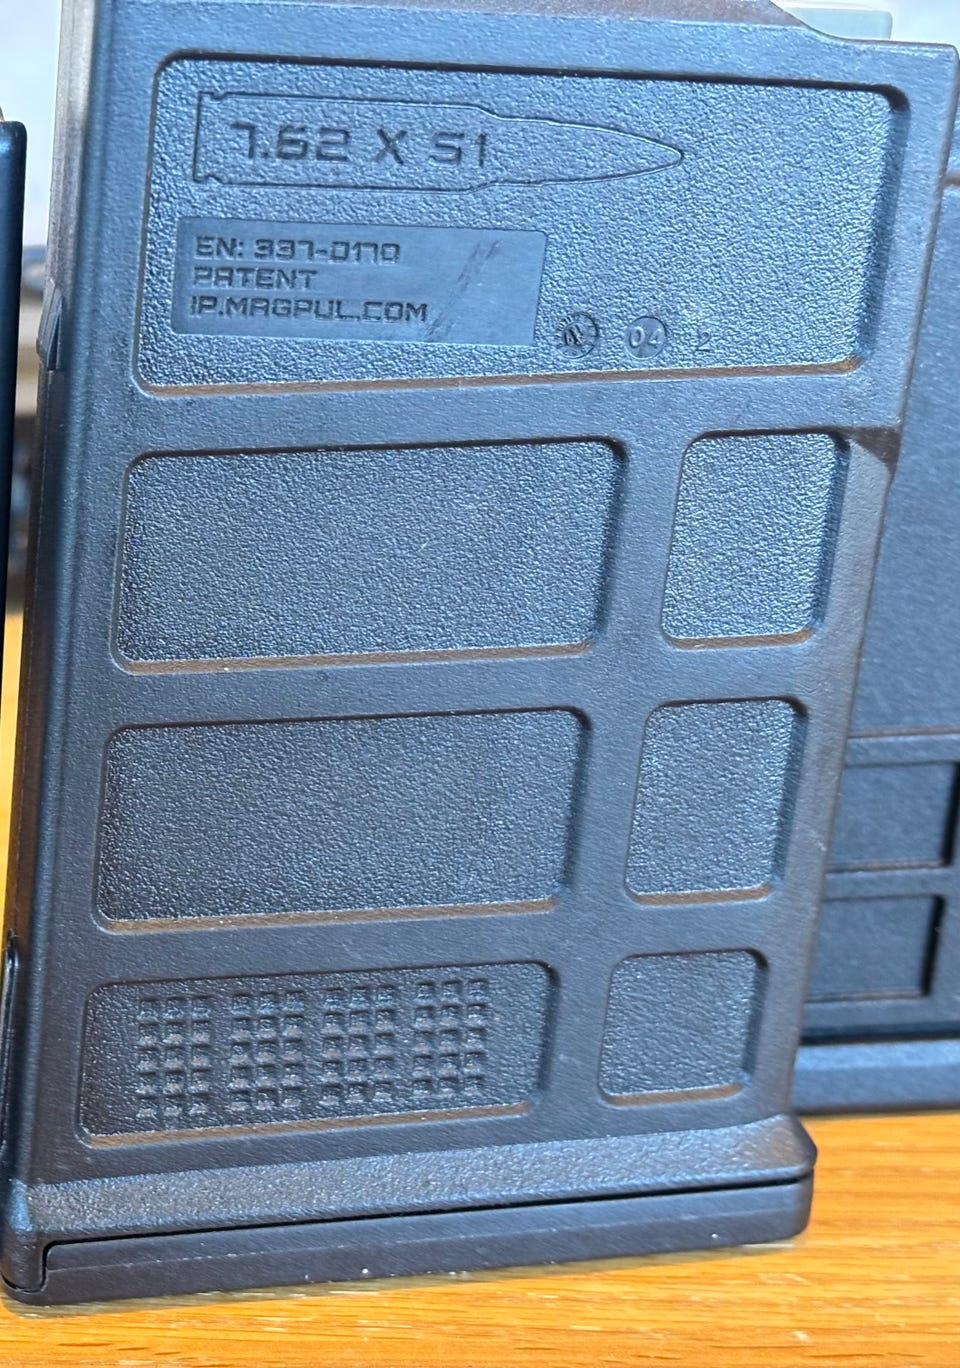 7.62 X 51
EN: 337-0170
PATENT
IP.MAGPUL.COM
04 2